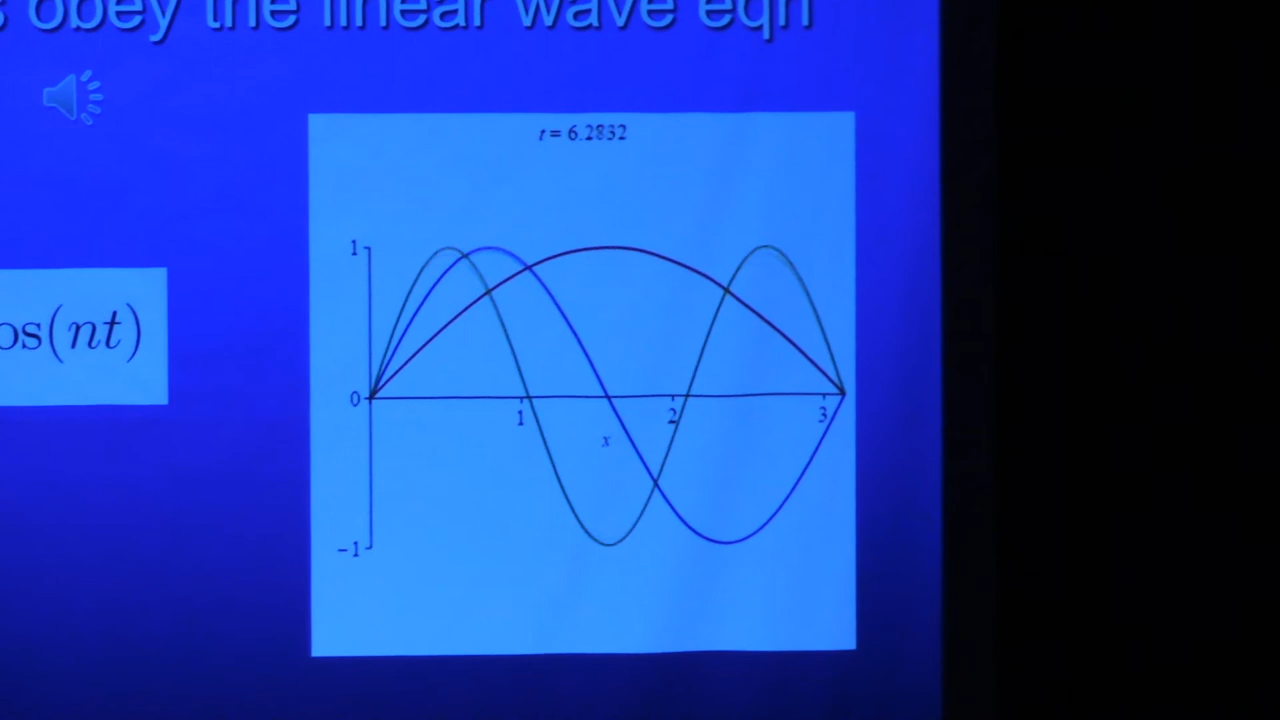 obey the linear wave eqn
t = 6.2832
1
os(nt)
0
1
2
3
x
−1